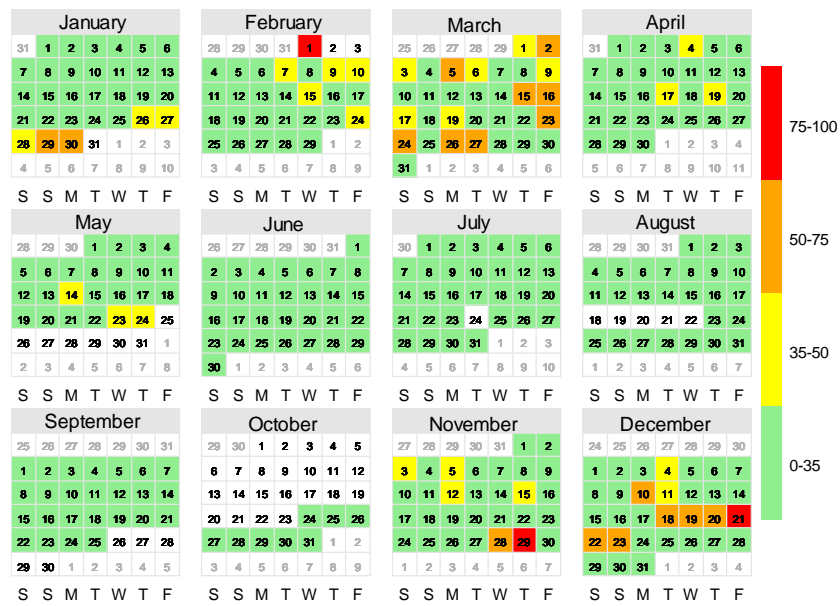 January February March April
31 1 2 3 4 5 6 28 29 30 31 1 2 3 25 26 27 28 29 1 2 31 1 2 3 4 5 6
7 8 9 10 11 12 13 4 5 6 7 8 9 10 3 4 5 6 7 8 9 7 8 9 10 11 12 13
14 15 16 17 18 19 20 11 12 13 14 15 16 17 10 11 12 13 14 15 16 14 15 16 17 18 19 20
21 22 23 24 25 26 27 18 19 20 21 22 23 24 17 18 19 20 21 22 23 21 22 23 24 25 26 27
28 29 30 31 1 2 3 25 26 27 28 29 1 2 24 25 26 27 28 29 30 28 29 30 1 2 3 4
4 5 6 7 8 9 10 3 4 5 6 7 8 9 31 1 2 3 4 5 6 5 6 7 8 9 10 11
S S M T W T F S S M T W T F S S M T W T F S S M T W T F
May June July August
28 29 30 1 2 3 4 26 27 28 29 30 31 1 30 1 2 3 4 5 6 28 29 30 31 1 2 3
5 6 7 8 9 10 11 2 3 4 5 6 7 8 7 8 9 10 11 12 13 4 5 6 7 8 9 10
12 13 14 15 16 17 18 9 10 11 12 13 14 15 14 15 16 17 18 19 20 11 12 13 14 15 16 17
19 20 21 22 23 24 25 16 17 18 19 20 21 22 21 22 23 24 25 26 27 18 19 20 21 22 23 24
26 27 28 29 30 31 1 23 24 25 26 27 28 29 28 29 30 31 1 2 3 25 26 27 28 29 30 31
2 3 4 5 6 7 8 30 1 2 3 4 5 6 4 5 6 7 8 9 10 1 2 3 4 5 6 7
S S M T W T F S S M T W T F S S M T W T F S S M T W T F
September October November December
25 26 27 28 29 30 31 29 30 1 2 3 4 5 27 28 29 30 31 1 2 24 25 26 27 28 29 30
1 2 3 4 5 6 7 6 7 8 9 10 11 12 3 4 5 6 7 8 9 1 2 3 4 5 6 7
8 9 10 11 12 13 14 13 14 15 16 17 18 19 10 11 12 13 14 15 16 8 9 10 11 12 13 14
15 16 17 18 19 20 21 20 21 22 23 24 25 26 17 18 19 20 21 22 23 15 16 17 18 19 20 21
22 23 24 25 26 27 28 27 28 29 30 31 1 2 24 25 26 27 28 29 30 22 23 24 25 26 27 28
29 30 1 2 3 4 5 3 4 5 6 7 8 9 1 2 3 4 5 6 7 29 30 31 1 2 3 4
S S M T W T F S S M T W T F S S M T W T F S S M T W T F
75-100
50-75
35-50
0-35